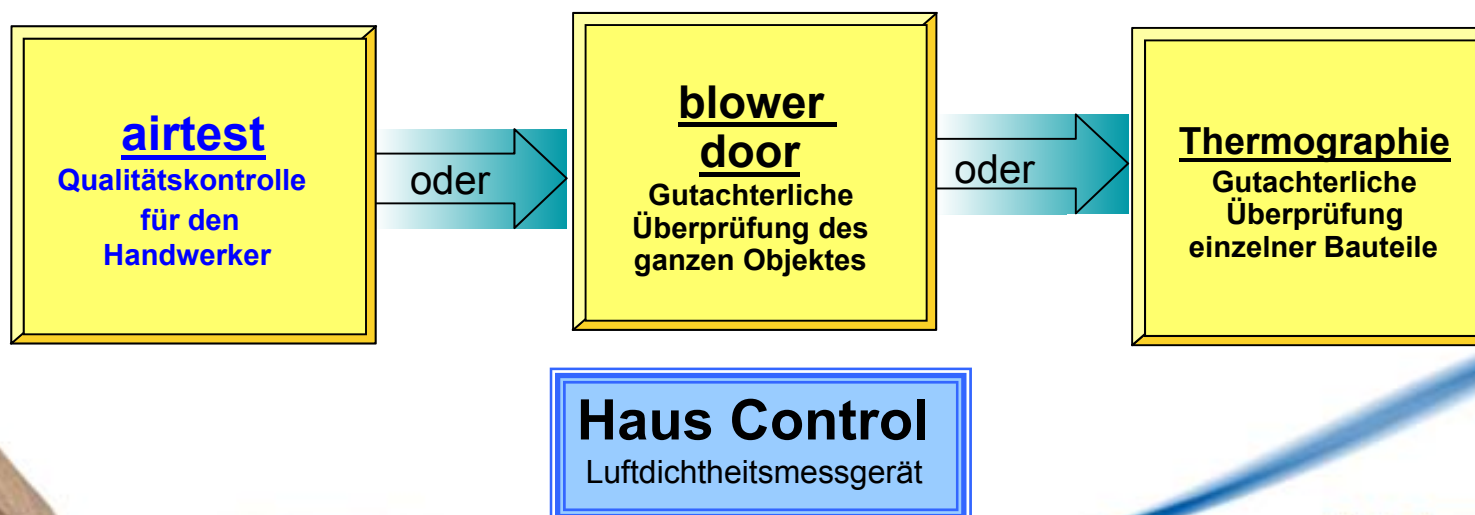 airtest
Qualitätskontrolle
für den
Handwerker
oder
blower
door
Gutachterliche
Überprüfung des
ganzen Objektes
oder
Thermographie
Gutachterliche
Überprüfung
einzelner Bauteile
Haus Control
Luftdichtheitsmessgerät